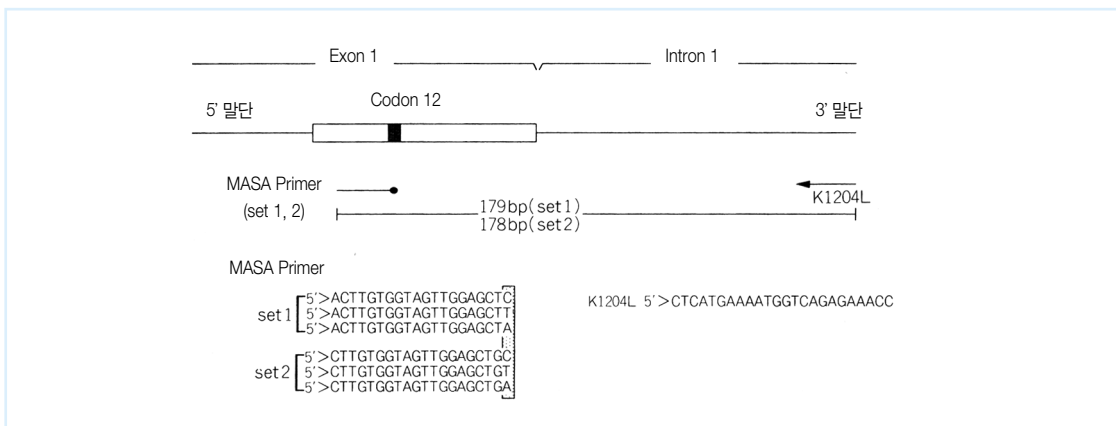 Exon 1 Intron 1
Codon 12
5' 말단 3' 말단
MASA Primer
(set 1, 2)
K1204L
179bp(set1)
178bp(set2)
MASA Primer
set1
5'>ACTTGTGGTAGTTGGAGCTC
5'>ACTTGTGGTAGTTGGAGCTT
5'>ACTTGTGGTAGTTGGAGCTA
set2
5'>CTTGTGGTAGTTGGAGCTGC
5'>CTTGTGGTAGTTGGAGCTGT
5'>CTTGTGGTAGTTGGAGCTGA
K1204L 5'>CTCATGAAAATGGTCAGAGAAACC